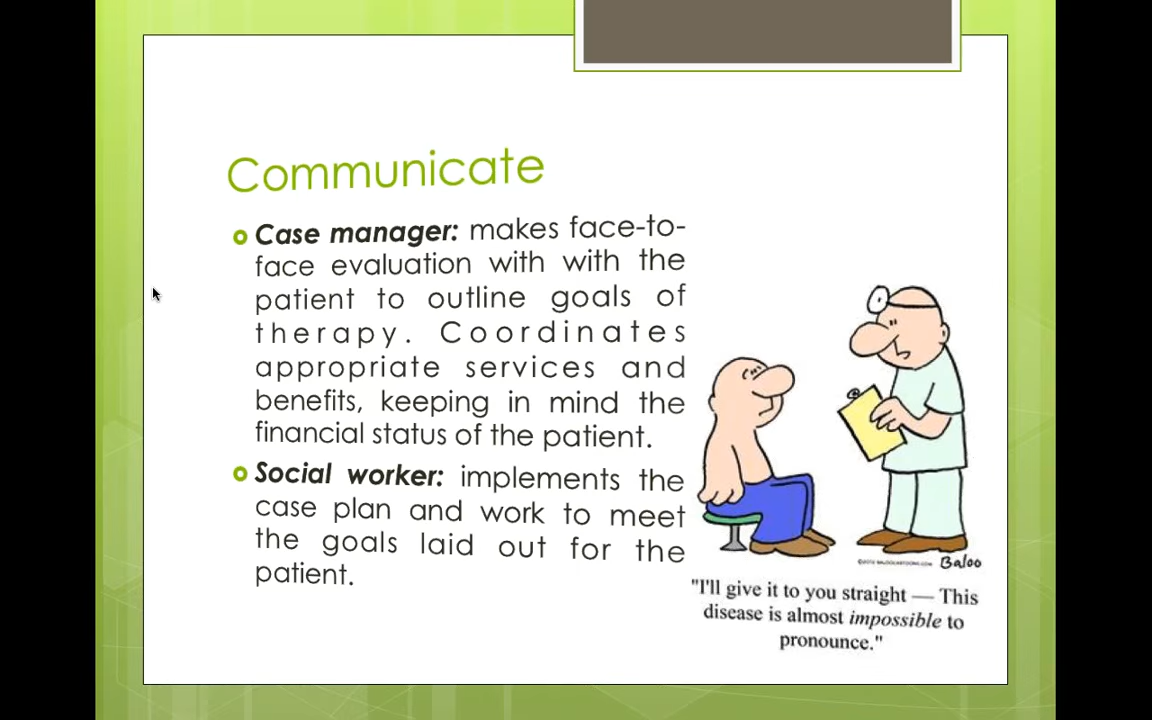 Communicate
Case manager: makes face-to-
face evaluation with with the
patient to outline goals of
therapy. Coordinates
appropriate services and
benefits, keeping in mind the
financial status of the patient.
Social worker: implements the
case plan and work to meet
the goals laid out for the
patient.
Baloo
"I'll give it to you straight — This
disease is almost impossible to
pronounce."